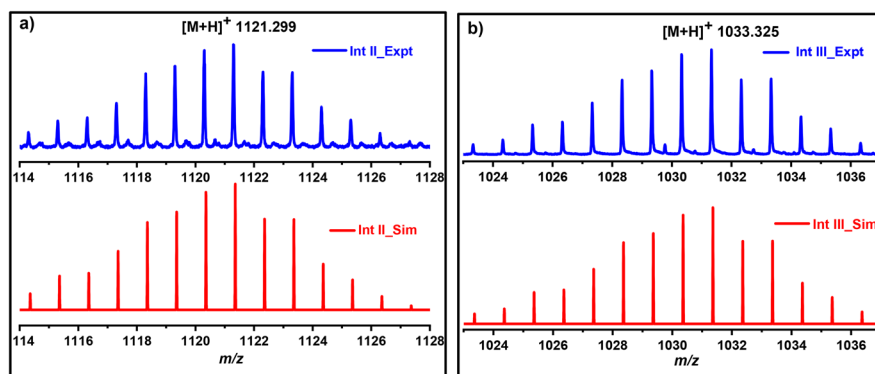 a)
[M+H]⁺ 1121.299
Int II_Expt
114 1116 1118 1120 1122 1124 1126 1128
Int II_Sim
114 1116 1118 1120 1122 1124 1126 1128
m/z
b)
[M+H]⁺ 1033.325
Int III_Expt
1024 1026 1028 1030 1032 1034 1036
Int III_Sim
1024 1026 1028 1030 1032 1034 1036
m/z